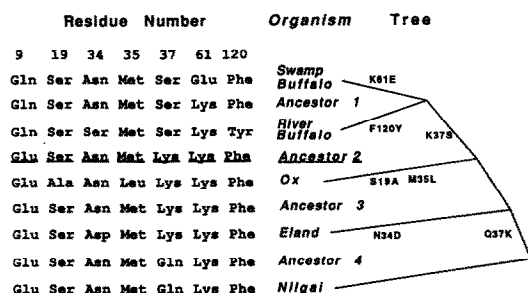 Residue Number Organism Tree
9 19 34 35 37 61 120
Gln Ser Asn Met Ser Glu Phe Swamp Buffalo K61E
Gln Ser Asn Met Ser Lys Phe Ancestor 1
Gln Ser Ser Met Ser Lys Tyr River Buffalo F120Y K37S
Glu Ser Asn Met Lys Lys Phe Ancestor 2
Glu Ala Asn Leu Lys Lys Phe Ox S19A M35L
Glu Ser Asn Met Lys Lys Phe Ancestor 3
Glu Ser Asp Met Lys Lys Phe Eland N34D Q37K
Glu Ser Asn Met Gln Lys Phe Ancestor 4
Glu Ser Asn Met Gln Lys Phe Nilgai